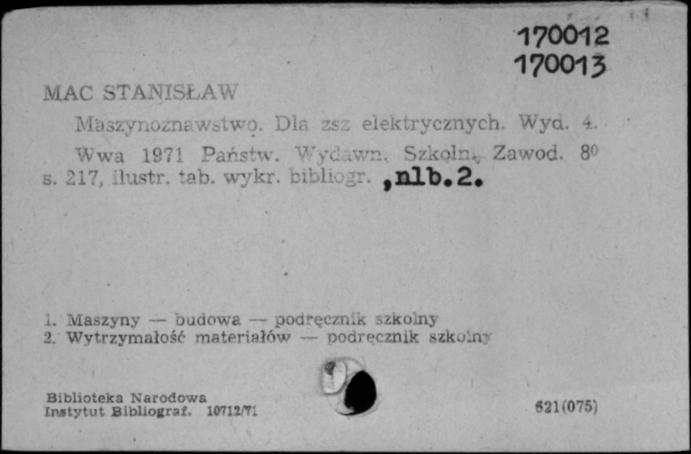 170012
170013
MAC STANISŁAW
Maszynoznawstwo. Dla zsz elektrycznych. Wyd. 4.
Wwa 1971 Państw. Wydawn. Szkoln. Zawod. 8⁰
s. 217, ilustr. tab. wykr. bibliogr. ,nlb.2.
1. Maszyny — budowa — podręcznik szkolny
2. Wytrzymałość materiałów — podręcznik szkolny
Biblioteka Narodowa
Instytut Bibliograf. 10712/71
621(075)